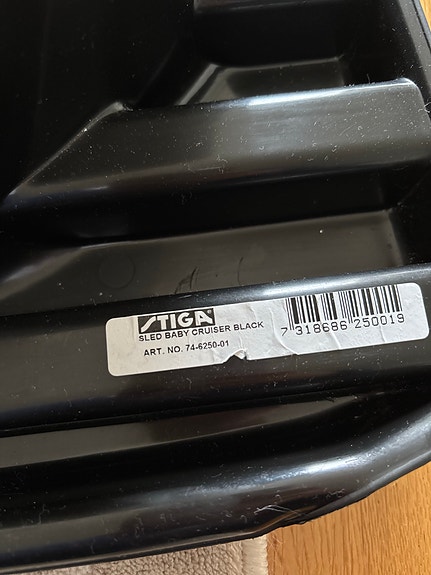 STIGA
SLED BABY CRUISER BLACK
ART. NO. 74-6250-01
7 318686 250019